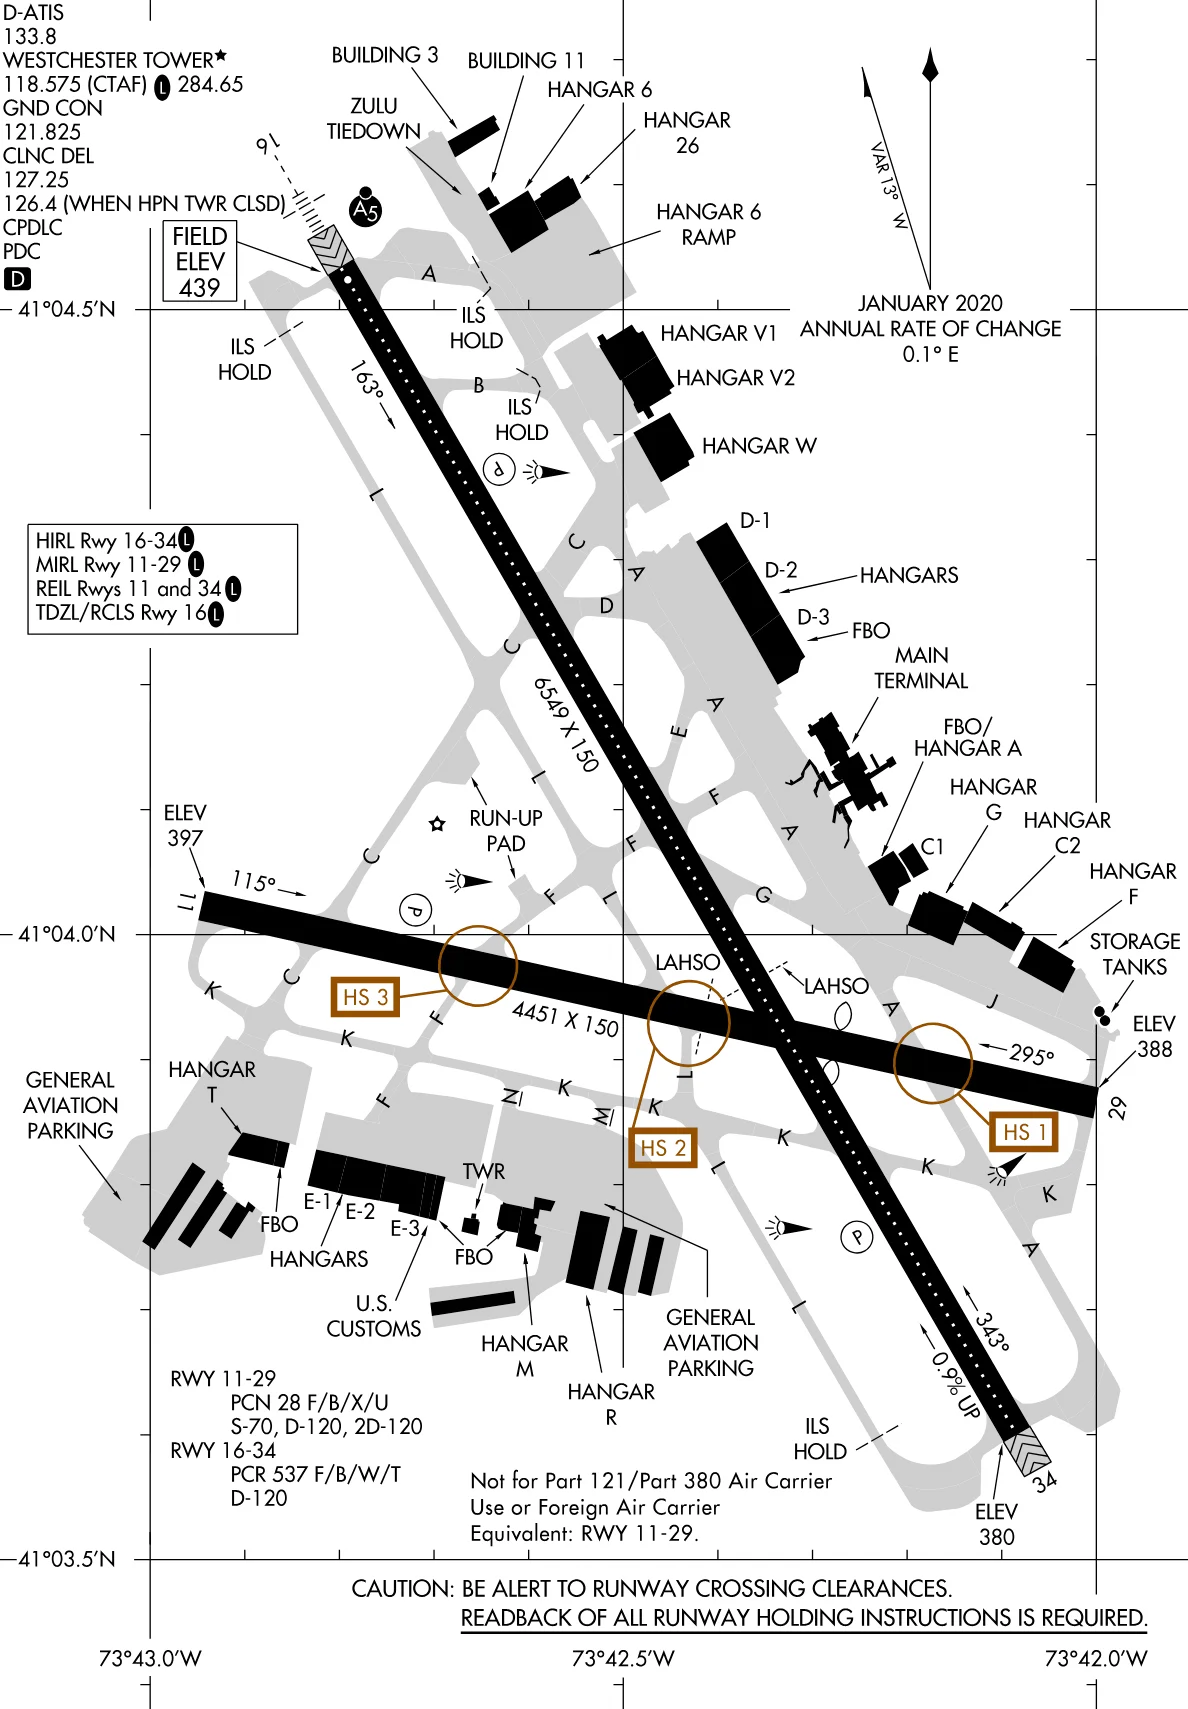 D-ATIS
133.8
WESTCHESTER TOWER★
118.575 (CTAF) L 284.65
GND CON
121.825
CLNC DEL
127.25
126.4 (WHEN HPN TWR CLSD)
CPDLC
PDC
D
BUILDING 3
BUILDING 11
HANGAR 6
ZULU
TIEDOWN
HANGAR
26
16
A5
HANGAR 6
RAMP
VAR 13° W
FIELD
ELEV
439
A
JANUARY 2020
ANNUAL RATE OF CHANGE
0.1° E
41°04.5'N
ILS
HOLD
ILS
HOLD
HANGAR V1
163°
B
HANGAR V2
ILS
HOLD
HANGAR W
P
L
HIRL Rwy 16-34 L
MIRL Rwy 11-29 L
REIL Rwys 11 and 34 L
TDZL/RCLS Rwy 16 L
D-1
C
A
D-2
HANGARS
D
D-3
FBO
C
MAIN
TERMINAL
6549 X 150
A
E
FBO/
HANGAR A
L
F
HANGAR
G
ELEV
397
RUN-UP
PAD
A
HANGAR
C2
F
C
C1
HANGAR
F
115°
11
P
F
L
G
41°04.0'N
STORAGE
TANKS
LAHSO
C
LAHSO
K
HS 3
J
A
4451 X 150
F
ELEV
388
K
295°
HANGAR
T
GENERAL
AVIATION
PARKING
L
N
K
M
K
F
29
HS 2
K
HS 1
L
K
K
TWR
E-1
E-2
E-3
FBO
HANGARS
FBO
P
A
U.S.
CUSTOMS
L
HANGAR
M
GENERAL
AVIATION
PARKING
343°
0.9% UP
HANGAR
R
RWY 11-29
PCN 28 F/B/X/U
S-70, D-120, 2D-120
RWY 16-34
PCR 537 F/B/W/T
D-120
ILS
HOLD
34
Not for Part 121/Part 380 Air Carrier
Use or Foreign Air Carrier
Equivalent: RWY 11-29.
ELEV
380
41°03.5'N
CAUTION: BE ALERT TO RUNWAY CROSSING CLEARANCES.
READBACK OF ALL RUNWAY HOLDING INSTRUCTIONS IS REQUIRED.
73°43.0'W
73°42.5'W
73°42.0'W